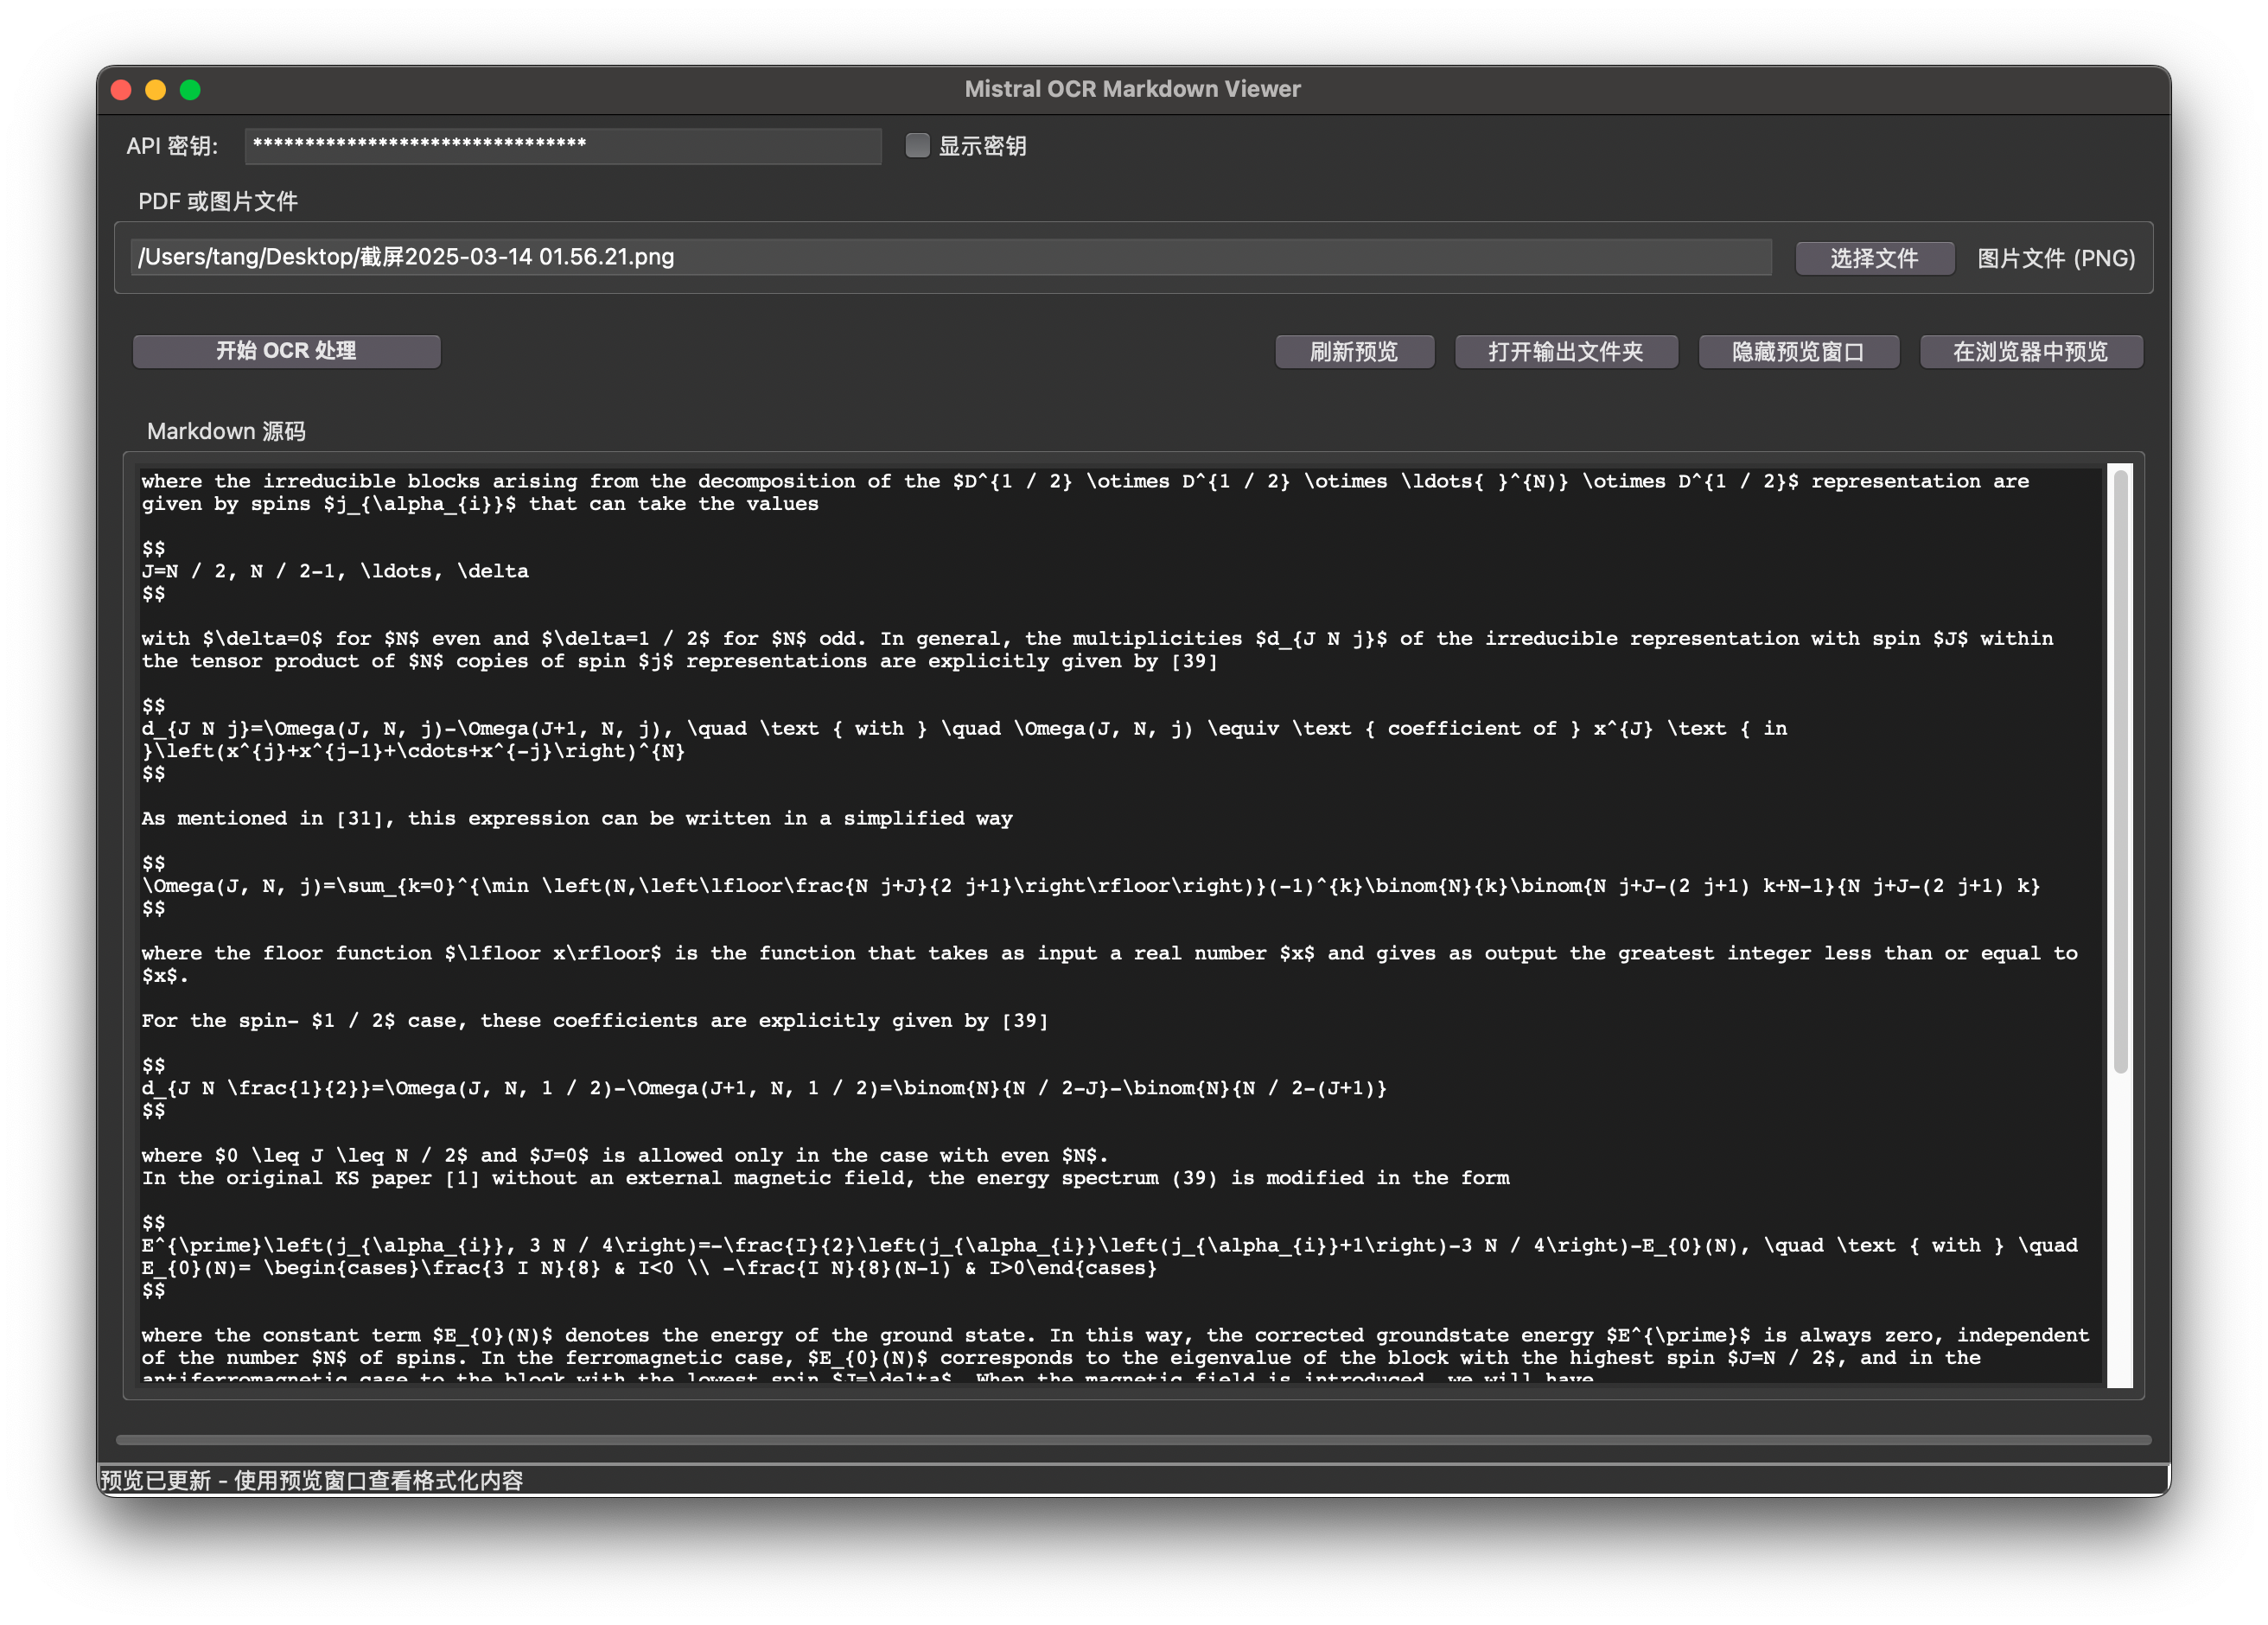 Mistral OCR Markdown Viewer
API 密钥: ******************************** 显示密钥
PDF 或图片文件
/Users/tang/Desktop/截屏2025-03-14 01.56.21.png 选择文件 图片文件 (PNG)
开始 OCR 处理 刷新预览 打开输出文件夹 隐藏预览窗口 在浏览器中预览
Markdown 源码
where the irreducible blocks arising from the decomposition of the $D^{1 / 2} \otimes D^{1 / 2} \otimes \ldots{ }^{N)} \otimes D^{1 / 2}$ representation are
given by spins $j_{\alpha_{i}}$ that can take the values
$$
J=N / 2, N / 2-1, \ldots, \delta
$$
with $\delta=0$ for $N$ even and $\delta=1 / 2$ for $N$ odd. In general, the multiplicities $d_{J N j}$ of the irreducible representation with spin $J$ within
the tensor product of $N$ copies of spin $j$ representations are explicitly given by [39]
$$
d_{J N j}=\Omega(J, N, j)-\Omega(J+1, N, j), \quad \text { with } \quad \Omega(J, N, j) \equiv \text { coefficient of } x^{J} \text { in
}\left(x^{j}+x^{j-1}+\cdots+x^{-j}\right)^{N}
$$
As mentioned in [31], this expression can be written in a simplified way
$$
\Omega(J, N, j)=\sum_{k=0}^{\min \left(N,\left\lfloor\frac{N j+J}{2 j+1}\right\rfloor\right)}(-1)^{k}\binom{N}{k}\binom{N j+J-(2 j+1) k+N-1}{N j+J-(2 j+1) k}
$$
where the floor function $\lfloor x\rfloor$ is the function that takes as input a real number $x$ and gives as output the greatest integer less than or equal to
$x$.
For the spin- $1 / 2$ case, these coefficients are explicitly given by [39]
$$
d_{J N \frac{1}{2}}=\Omega(J, N, 1 / 2)-\Omega(J+1, N, 1 / 2)=\binom{N}{N / 2-J}-\binom{N}{N / 2-(J+1)}
$$
where $0 \leq J \leq N / 2$ and $J=0$ is allowed only in the case with even $N$.
In the original KS paper [1] without an external magnetic field, the energy spectrum (39) is modified in the form
$$
E^{\prime}\left(j_{\alpha_{i}}, 3 N / 4\right)=-\frac{I}{2}\left(j_{\alpha_{i}}\left(j_{\alpha_{i}}+1\right)-3 N / 4\right)-E_{0}(N), \quad \text { with } \quad
E_{0}(N)= \begin{cases}\frac{3 I N}{8} & I<0 \\ -\frac{I N}{8}(N-1) & I>0\end{cases}
$$
where the constant term $E_{0}(N)$ denotes the energy of the ground state. In this way, the corrected groundstate energy $E^{\prime}$ is always zero, independent
of the number $N$ of spins. In the ferromagnetic case, $E_{0}(N)$ corresponds to the eigenvalue of the block with the highest spin $J=N / 2$, and in the
antiferromagnetic case to the block with the lowest spin $J=\delta$. When the magnetic field is introduced, we will have
预览已更新 - 使用预览窗口查看格式化内容